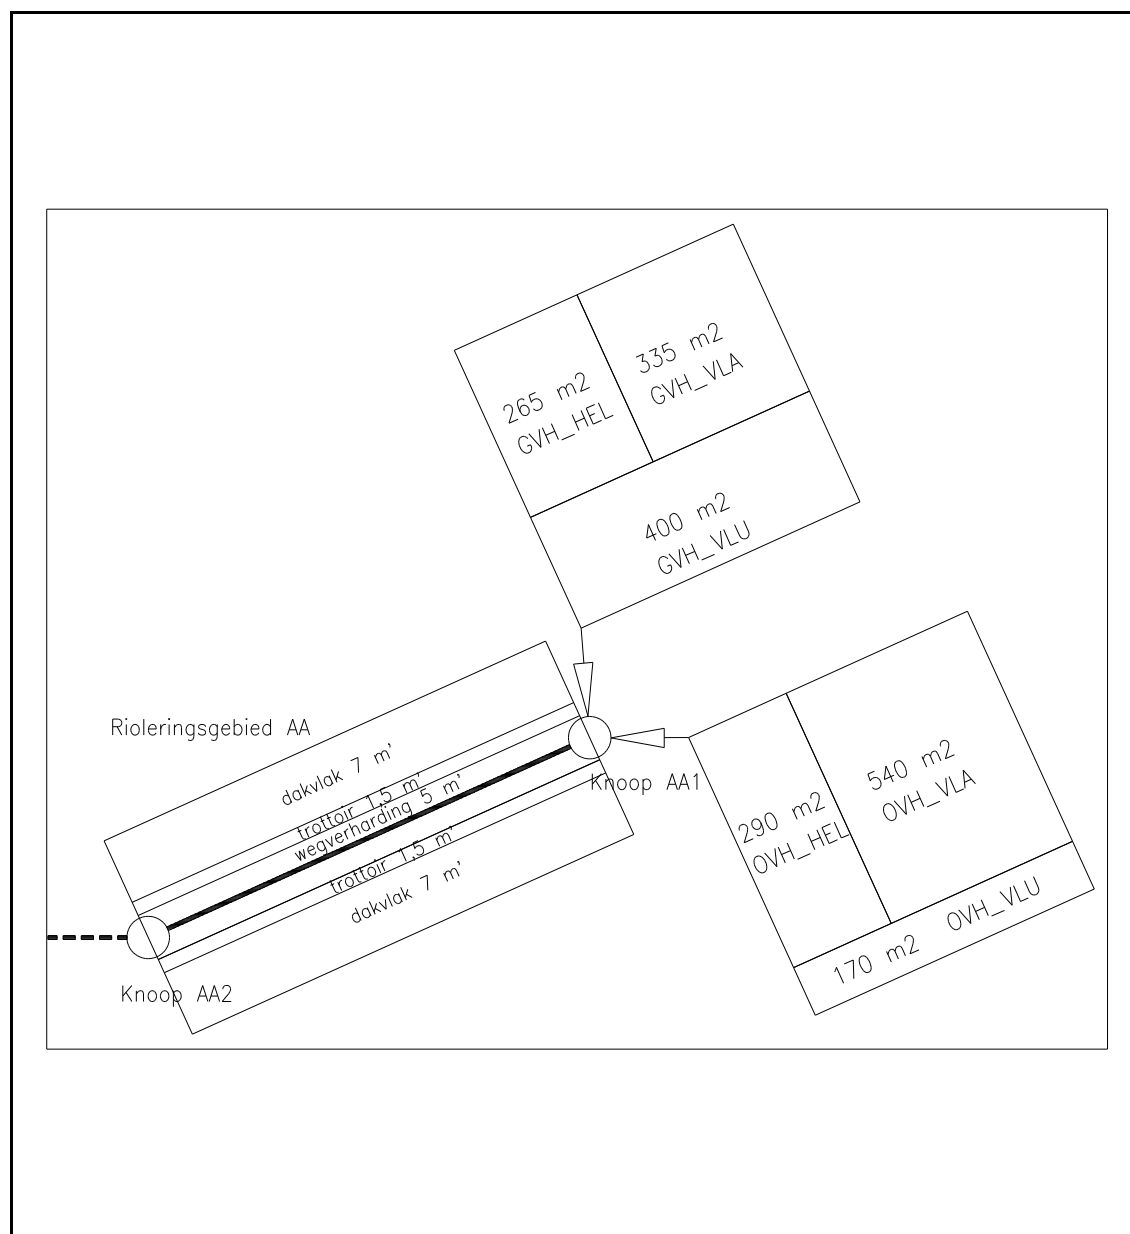 335 m2
GVH_VLA
265 m2
GVH_HEL
400 m2
GVH_VLU
Rioleringsgebied AA
dakvlak 7 m'
trottoir 1,5 m'
wegverharding 5 m'
trottoir 1,5 m'
dakvlak 7 m'
Knoop AA1
Knoop AA2
540 m2
OVH_VLA
290 m2
OVH_HEL
170 m2 OVH_VLU